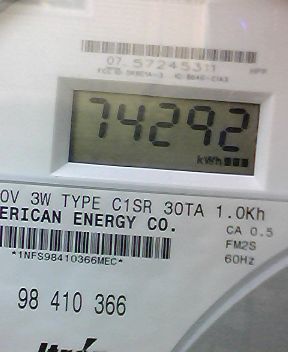 07 57245311
74292
kWh
0V 3W TYPE C1SR 30TA 1.0Kh
ERICAN ENERGY CO.
CA 0.5
FM2S
*1NFS98410366MEC*
60Hz
98 410 366
Itrón